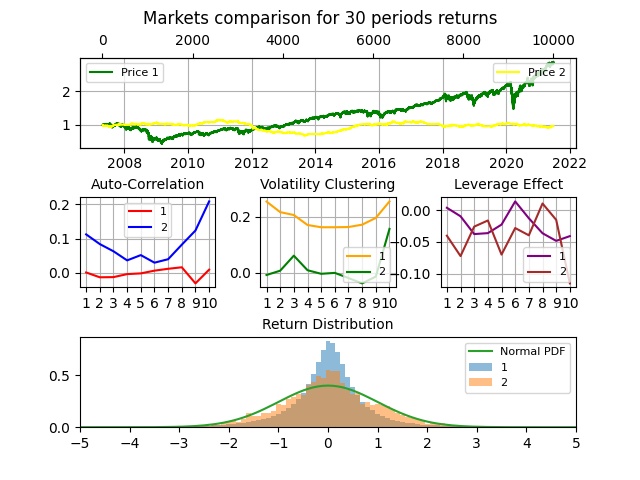 Markets comparison for 30 periods returns
0 2000 4000 6000 8000 10000
Price 1
Price 2
2
1
2008 2010 2012 2014 2016 2018 2020 2022
Auto-Correlation
0.2
0.1
0.0
1
2
1 2 3 4 5 6 7 8 9 10
Volatility Clustering
0.2
0.0
1
2
1 2 3 4 5 6 7 8 9 10
Leverage Effect
0.00
−0.05
−0.10
1
2
1 2 3 4 5 6 7 8 9 10
Return Distribution
0.5
0.0
Normal PDF
1
2
−5 −4 −3 −2 −1 0 1 2 3 4 5